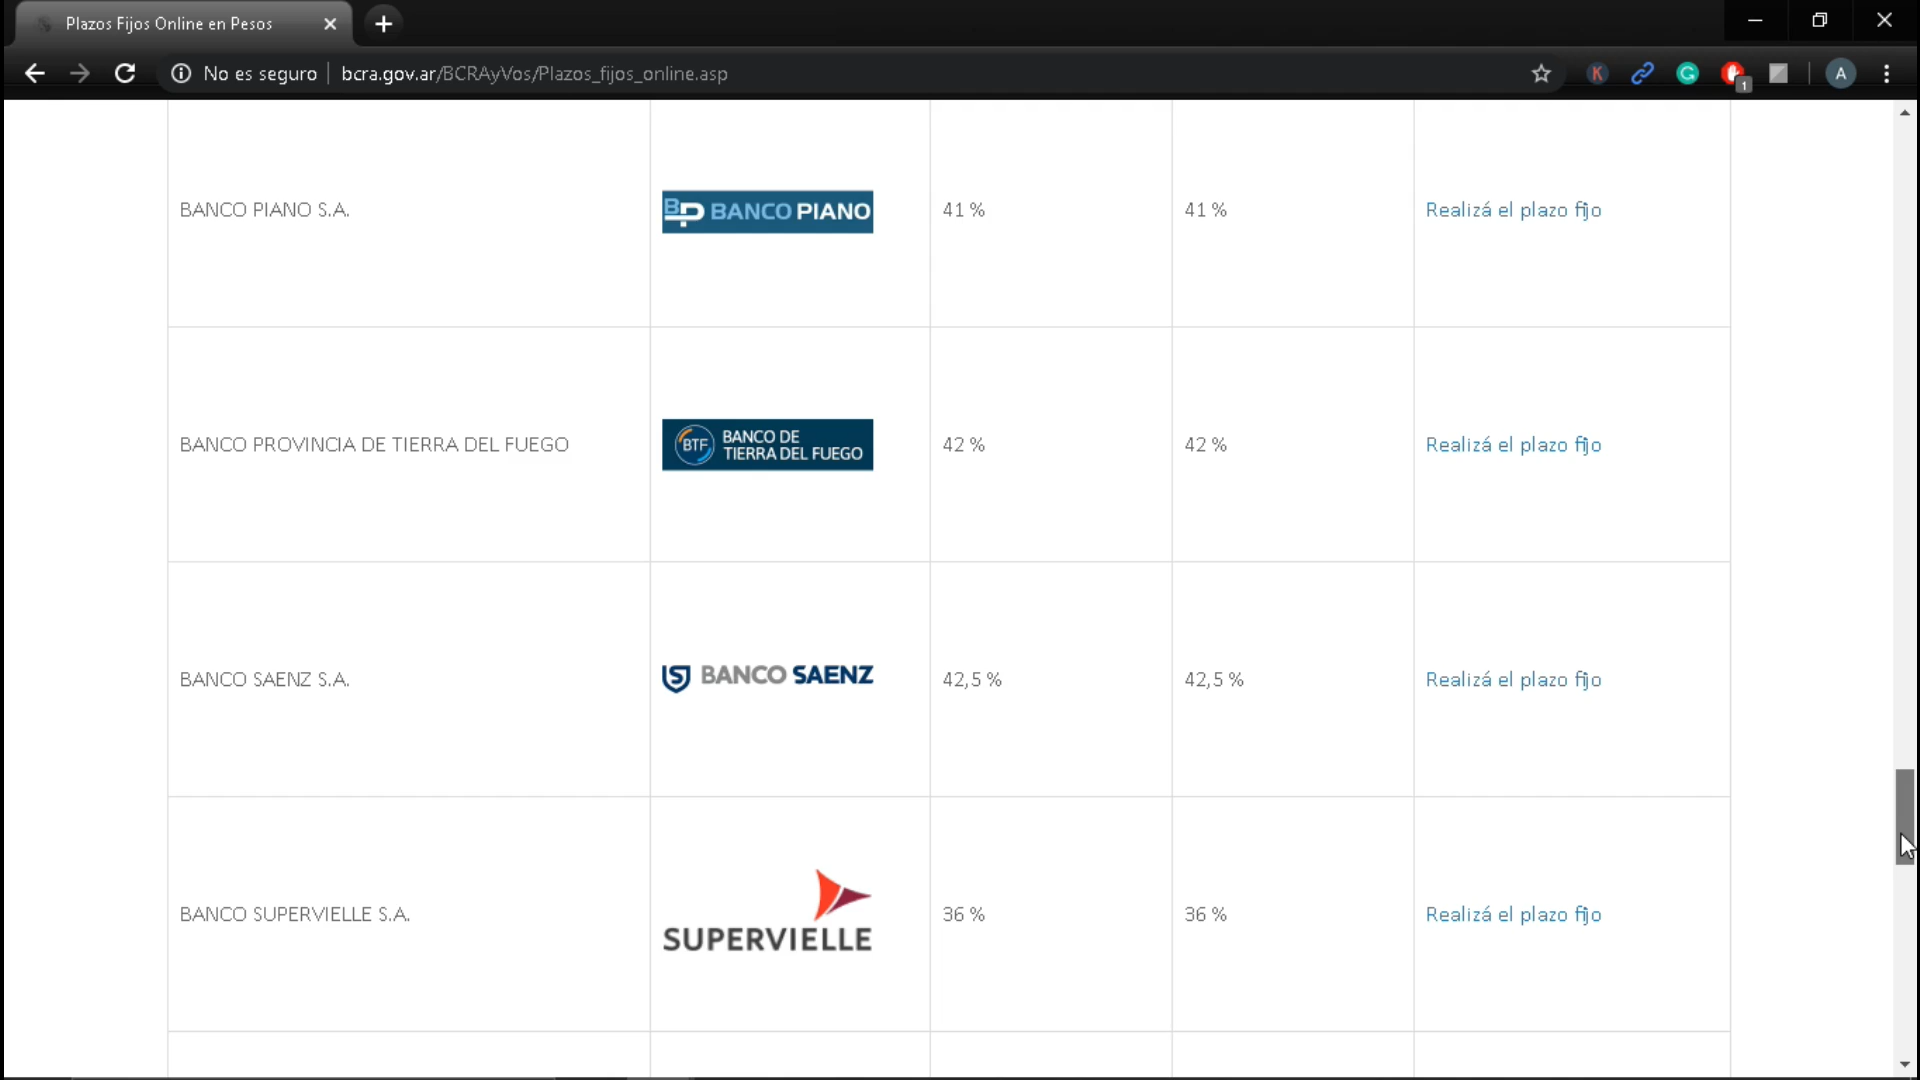 Plazos Fijos Online en Pesos
No es seguro bcra.gov.ar/BCRAyVos/Plazos_fijos_online.asp
K
G
1
A
BANCO PIANO S.A. BP BANCO PIANO 41 % 41 % Realizá el plazo fijo
BANCO PROVINCIA DE TIERRA DEL FUEGO BTF BANCO DE
TIERRA DEL FUEGO 42 % 42 % Realizá el plazo fijo
BANCO SAENZ S.A. S BANCO SAENZ 42,5 % 42,5 % Realizá el plazo fijo
BANCO SUPERVIELLE S.A. SUPERVIELLE 36 % 36 % Realizá el plazo fijo